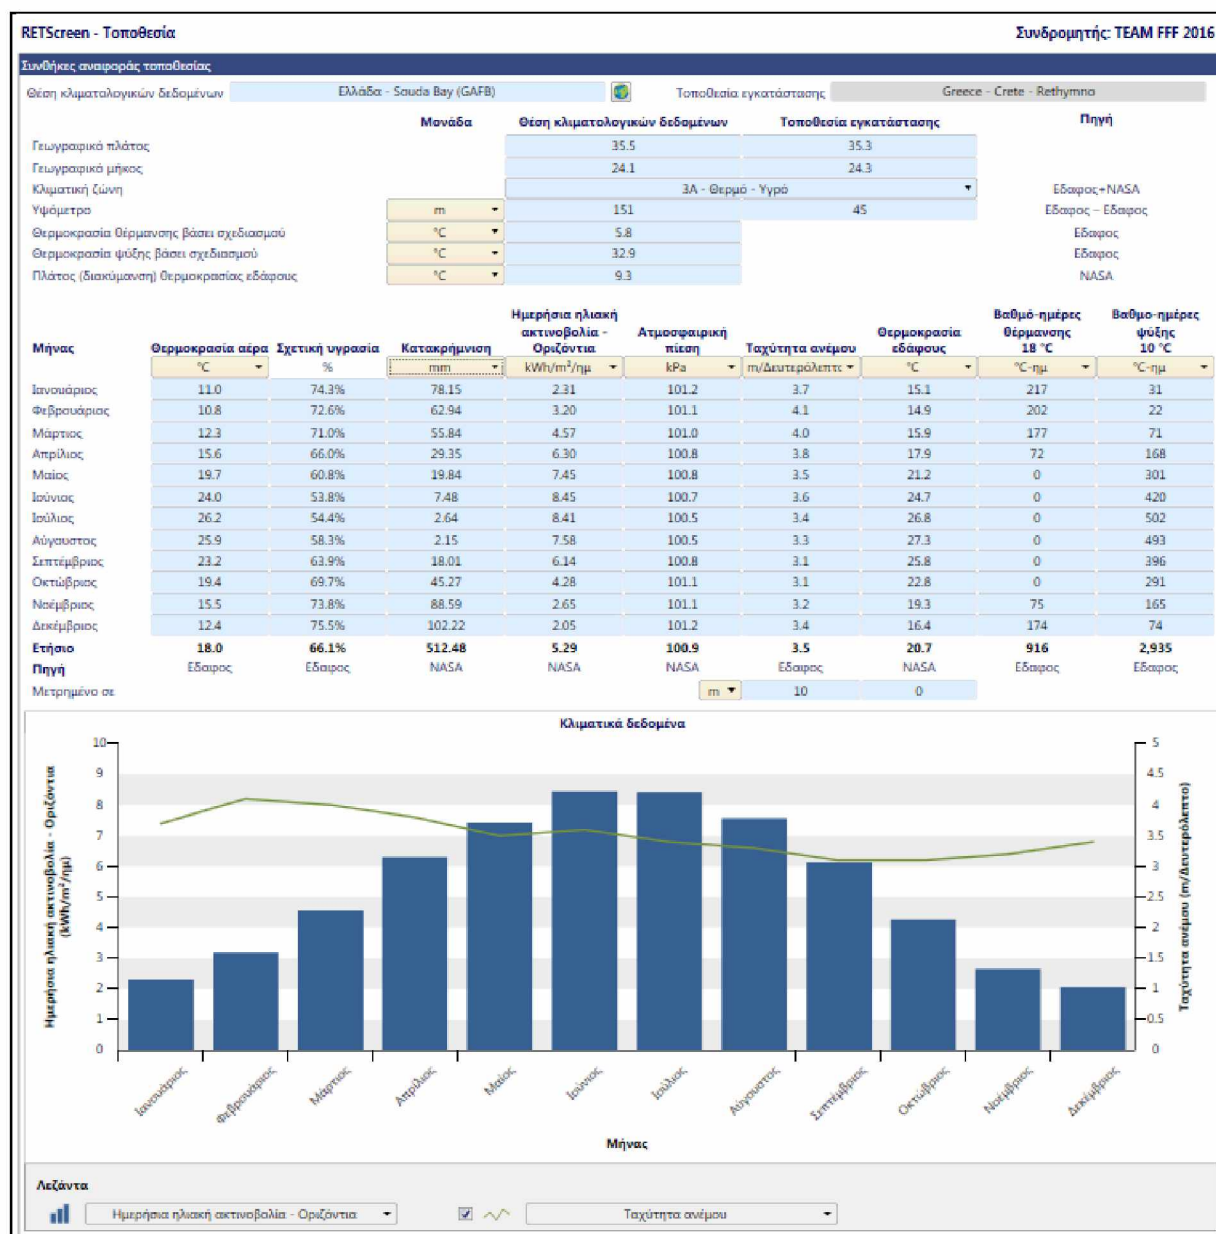 RETScreen - Τοποθεσία Συνδρομητής: TEAM FFF 2016
Συνθήκες αναφοράς τοποθεσίας
Θέση κλιματολογικών δεδομένων Ελλάδα - Souda Bay (GAFB) Τοποθεσία εγκατάστασης Greece - Crete - Rethymno
Μονάδα Θέση κλιματολογικών δεδομένων Τοποθεσία εγκατάστασης Πηγή
Γεωγραφικό πλάτος 35.5 35.3
Γεωγραφικό μήκος 24.1 24.3
Κλιματική ζώνη 3A - Θερμό - Υγρό Εδαφος+NASA
Υψόμετρο m 151 45 Εδαφος – Εδαφος
Θερμοκρασία θέρμανσης βάσει σχεδιασμού °C 5.8 Εδαφος
Θερμοκρασία ψύξης βάσει σχεδιασμού °C 32.9 Εδαφος
Πλάτος (διακύμανση) θερμοκρασίας εδάφους °C 9.3 NASA
Ημερήσια ηλιακή Βαθμό-ημέρες Βαθμο-ημέρες
ακτινοβολία - Ατμοσφαιρική Θερμοκρασία θέρμανσης ψύξης
Μήνας Θερμοκρασία αέρα Σχετική υγρασία Κατακρήμνιση Οριζόντια πίεση Ταχύτητα ανέμου εδάφους 18 °C 10 °C
°C % mm kWh/m²/ημ kPa m/Δευτερόλεπτο °C °C-ημ °C-ημ
Ιανουάριος 11.0 74.3% 78.15 2.31 101.2 3.7 15.1 217 31
Φεβρουάριος 10.8 72.6% 62.94 3.20 101.1 4.1 14.9 202 22
Μάρτιος 12.3 71.0% 55.84 4.57 101.0 4.0 15.9 177 71
Απρίλιος 15.6 66.0% 29.35 6.30 100.8 3.8 17.9 72 168
Μαϊος 19.7 60.8% 19.84 7.45 100.8 3.5 21.2 0 301
Ιούνιος 24.0 53.8% 7.48 8.45 100.7 3.6 24.7 0 420
Ιούλιος 26.2 54.4% 2.64 8.41 100.5 3.4 26.8 0 502
Αύγουστος 25.9 58.3% 2.15 7.58 100.5 3.3 27.3 0 493
Σεπτέμβριος 23.2 63.9% 18.01 6.14 100.8 3.1 25.8 0 396
Οκτώβριος 19.4 69.7% 45.27 4.28 101.1 3.1 22.8 0 291
Νοέμβριος 15.5 73.8% 88.59 2.65 101.1 3.2 19.3 75 165
Δεκέμβριος 12.4 75.5% 102.22 2.05 101.2 3.4 16.4 174 74
Ετήσιο 18.0 66.1% 512.48 5.29 100.9 3.5 20.7 916 2,935
Πηγή Εδαφος Εδαφος NASA NASA NASA Εδαφος NASA Εδαφος Εδαφος
Μετρημένο σε m 10 0
Κλιματικά δεδομένα
Ημερήσια ηλιακή ακτινοβολία - Οριζόντια
(kWh/m²/ημ)
10 5
9 4.5
8 4
7 3.5
6 3
5 2.5
4 2
3 1.5
2 1
1 0.5
0 0
Ταχύτητα ανέμου (m/Δευτερόλεπτο)
Ιανουάριος Φεβρουάριος Μάρτιος Απρίλιος Μαϊος Ιούνιος Ιούλιος Αύγουστος Σεπτέμβριος Οκτώβριος Νοέμβριος Δεκέμβριος
Μήνας
Λεζάντα
Ημερήσια ηλιακή ακτινοβολία - Οριζόντια Ταχύτητα ανέμου